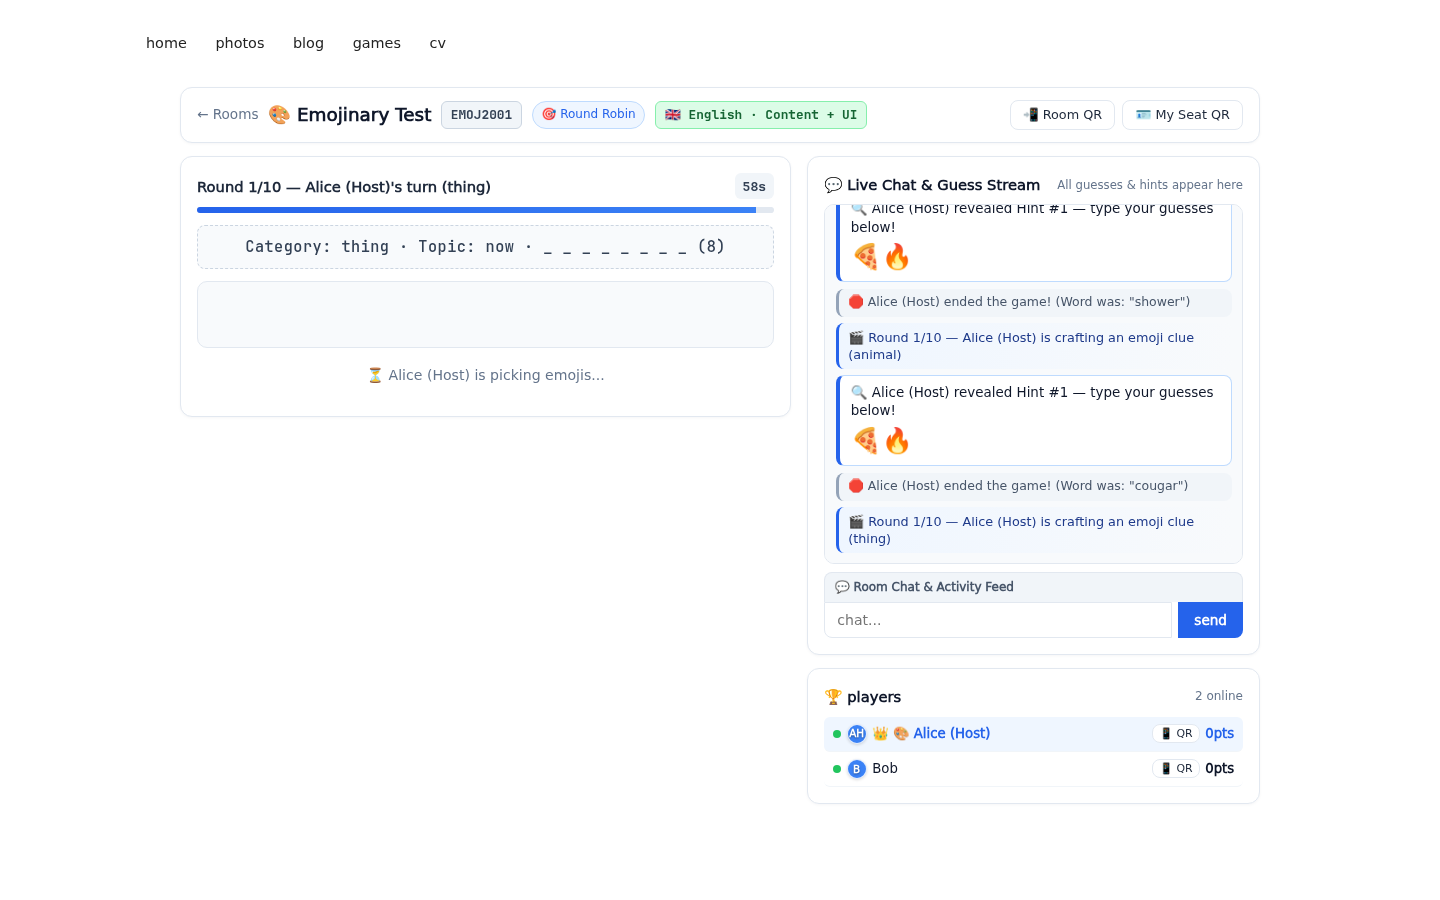 home photos blog games cv
← Rooms 🎨 Emojinary Test EMOJ2001 🎯 Round Robin 🇬🇧 English · Content + UI 📲 Room QR 🪪 My Seat QR
Round 1/10 — Alice (Host)'s turn (thing) 58s
Category: thing · Topic: now · _ _ _ _ _ _ _ _ (8)
⏳ Alice (Host) is picking emojis...
💬 Live Chat & Guess Stream All guesses & hints appear here
🔍 Alice (Host) revealed Hint #1 — type your guesses
below!
🍕🔥
🛑 Alice (Host) ended the game! (Word was: "shower")
🎬 Round 1/10 — Alice (Host) is crafting an emoji clue
(animal)
🔍 Alice (Host) revealed Hint #1 — type your guesses
below!
🍕🔥
🛑 Alice (Host) ended the game! (Word was: "cougar")
🎬 Round 1/10 — Alice (Host) is crafting an emoji clue
(thing)
💬 Room Chat & Activity Feed
chat... send
🏆 players 2 online
AH 👑 🎨 Alice (Host) 📱 QR 0pts
B Bob 📱 QR 0pts